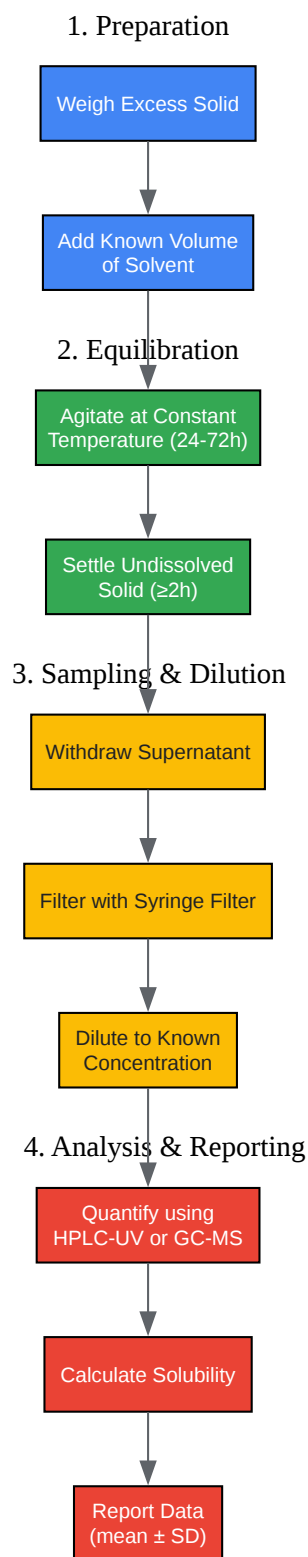 1. Preparation
Weigh Excess Solid
Add Known Volume
of Solvent
2. Equilibration
Agitate at Constant
Temperature (24-72h)
Settle Undissolved
Solid (≥2h)
3. Sampling & Dilution
Withdraw Supernatant
Filter with Syringe Filter
Dilute to Known
Concentration
4. Analysis & Reporting
Quantify using
HPLC-UV or GC-MS
Calculate Solubility
Report Data
(mean ± SD)